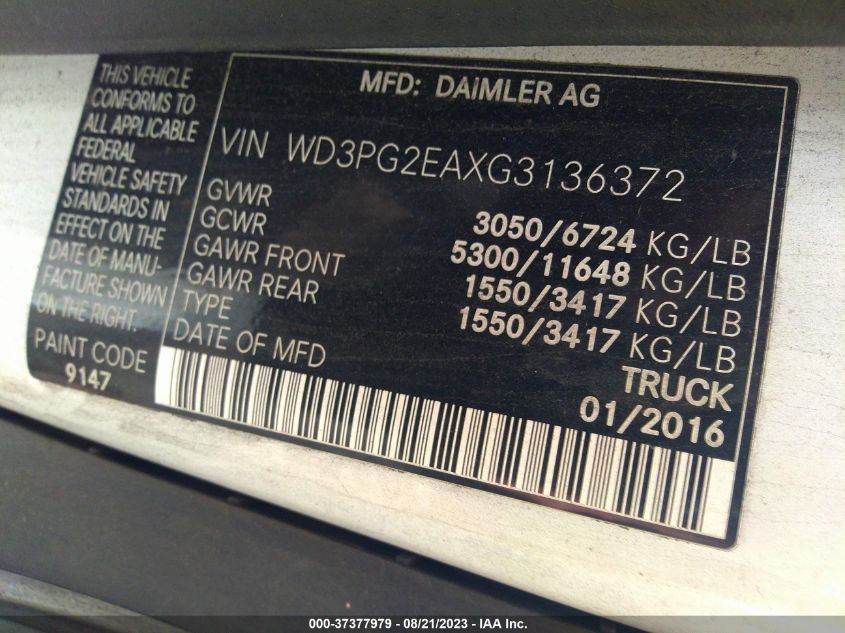 THIS VEHICLE
CONFORMS TO
ALL APPLICABLE
FEDERAL
VEHICLE SAFETY
STANDARDS IN
EFFECT ON THE
DATE OF MANU-
FACTURE SHOWN
ON THE RIGHT.
PAINT CODE
9147
MFD: DAIMLER AG
VIN WD3PG2EAXG3136372
GVWR 3050/6724 KG/LB
GCWR 5300/11648 KG/LB
GAWR FRONT 1550/3417 KG/LB
GAWR REAR 1550/3417 KG/LB
TYPE TRUCK
DATE OF MFD 01/2016
000-37377979 - 08/21/2023 - Copyright IAA, Inc. (IAA)